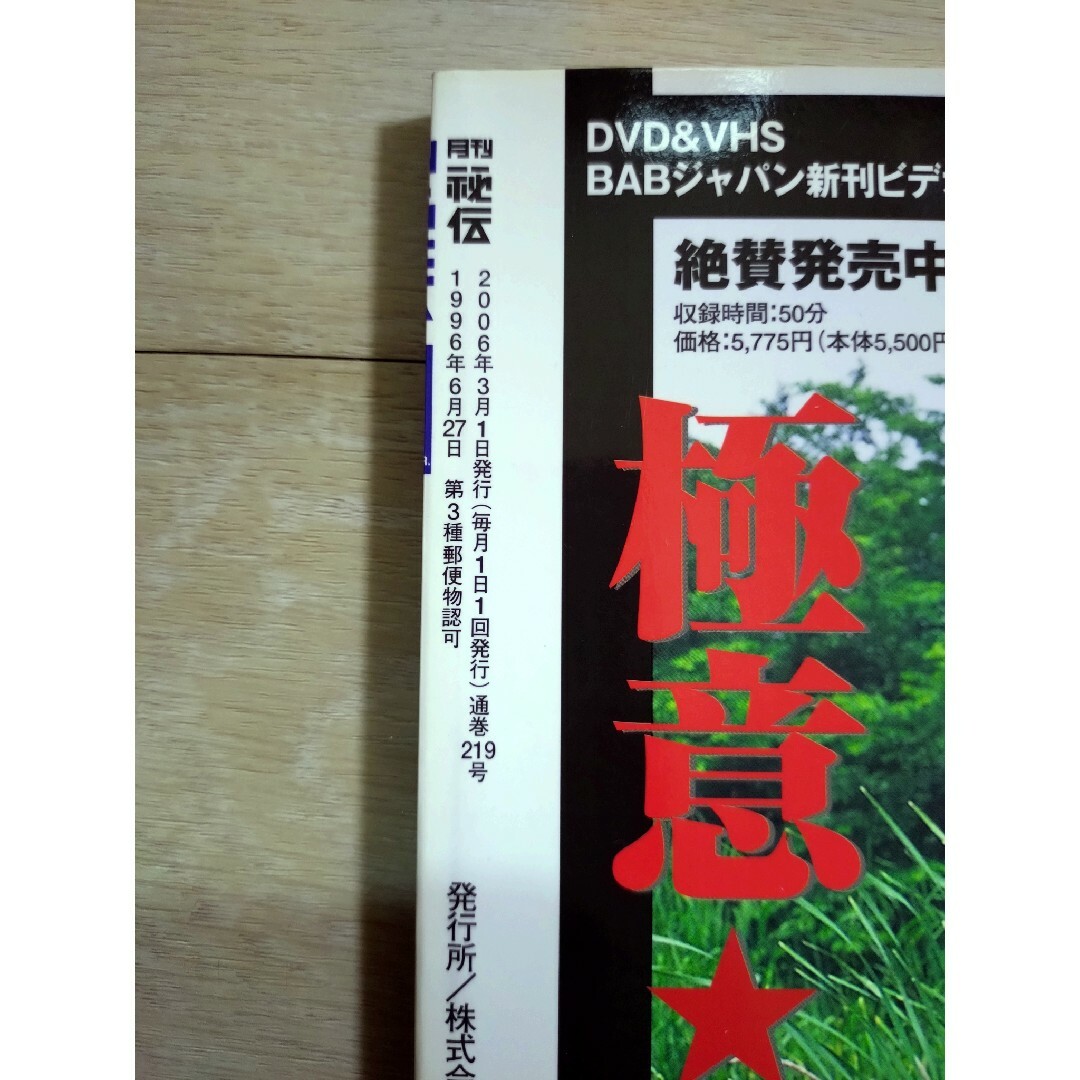 月刊
秘伝
2006年3月1日発行(毎月1日1回発行)通巻219号
1996年6月27日 第3種郵便物認可
発行所/株式会
DVD&VHS
BABジャパン新刊ビデオ
絶賛発売中
収録時間:50分
価格:5,775円(本体5,500円
極意★